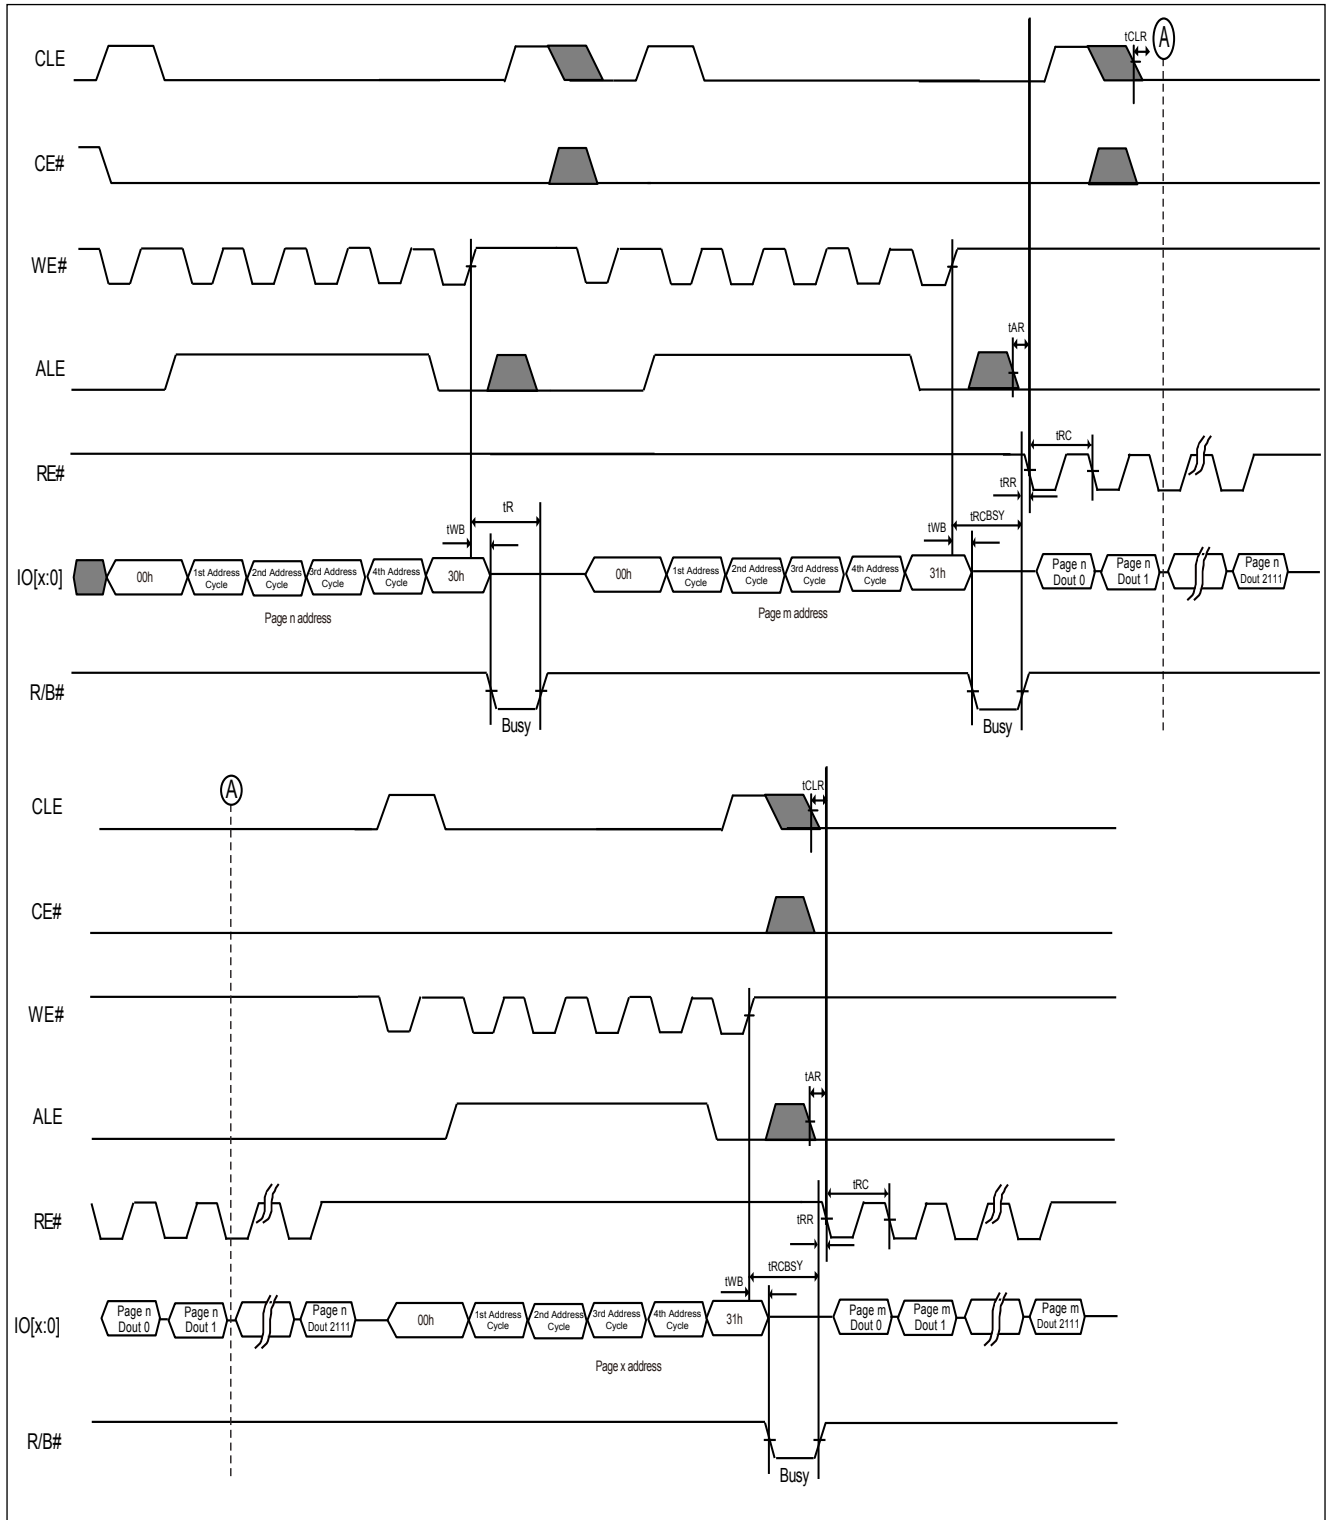 CLE
tCLR
A
CE#
WE#
tAR
ALE
tRC
RE#
tRR
tR
tWB
tWB
tRCBSY
IO[x:0]
00h
1st Address Cycle
2nd Address Cycle
3rd Address Cycle
4th Address Cycle
30h
00h
1st Address Cycle
2nd Address Cycle
3rd Address Cycle
4th Address Cycle
31h
Page n Dout 0
Page n Dout 1
Page n Dout 2111
Page n address
Page m address
R/B#
Busy
Busy
A
CLE
tCLR
CE#
WE#
tAR
ALE
tRC
RE#
tRR
tRCBSY
tWB
IO[x:0]
Page n Dout 0
Page n Dout 1
Page n Dout 2111
00h
1st Address Cycle
2nd Address Cycle
3rd Address Cycle
4th Address Cycle
31h
Page m Dout 0
Page m Dout 1
Page m Dout 2111
Page x address
R/B#
Busy